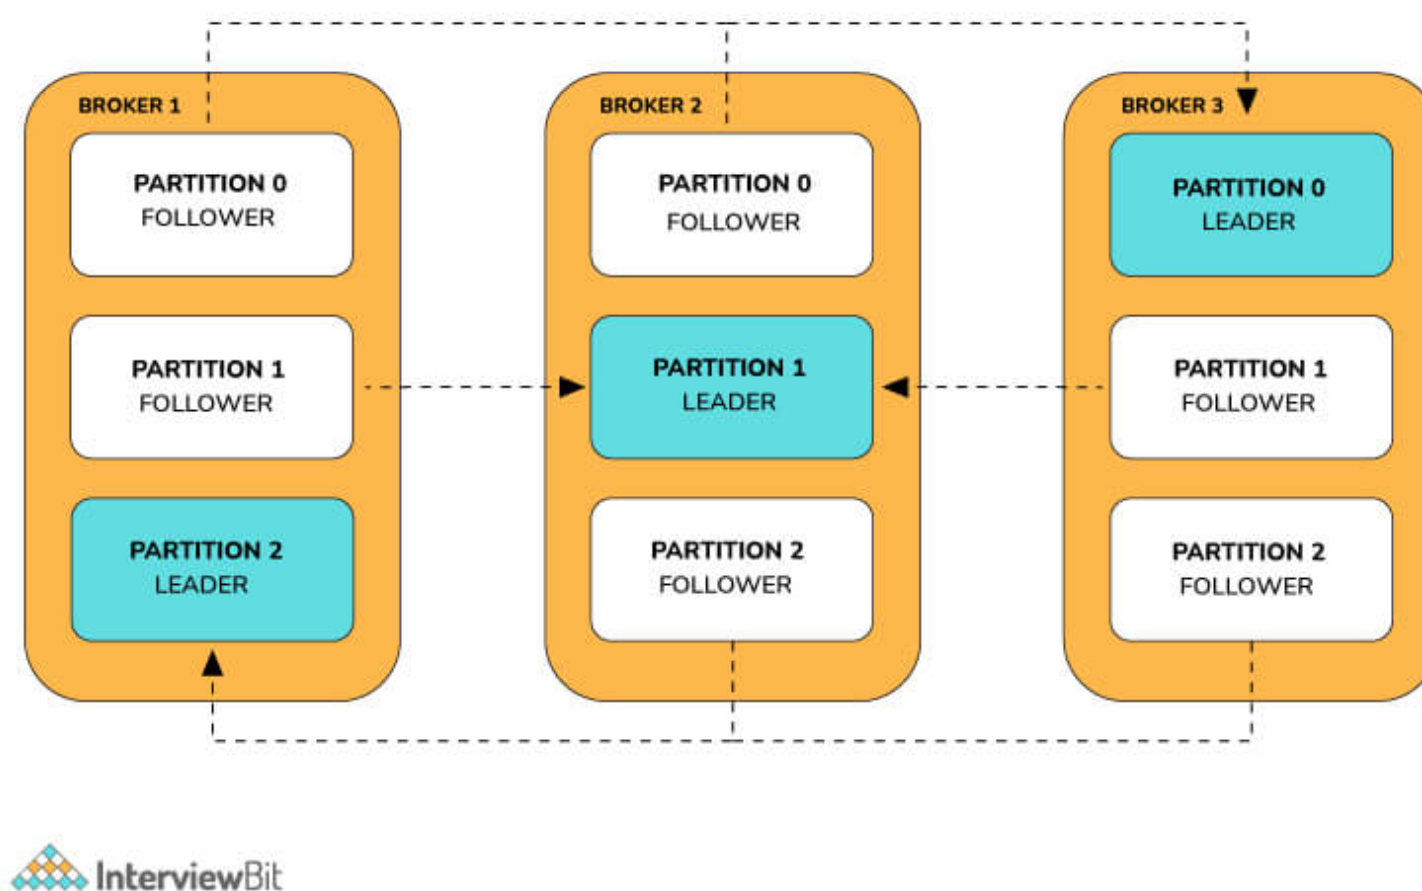 BROKER 1
PARTITION 0
FOLLOWER
PARTITION 1
FOLLOWER
PARTITION 2
LEADER
BROKER 2
PARTITION 0
FOLLOWER
PARTITION 1
LEADER
PARTITION 2
FOLLOWER
BROKER 3
PARTITION 0
LEADER
PARTITION 1
FOLLOWER
PARTITION 2
FOLLOWER
InterviewBit